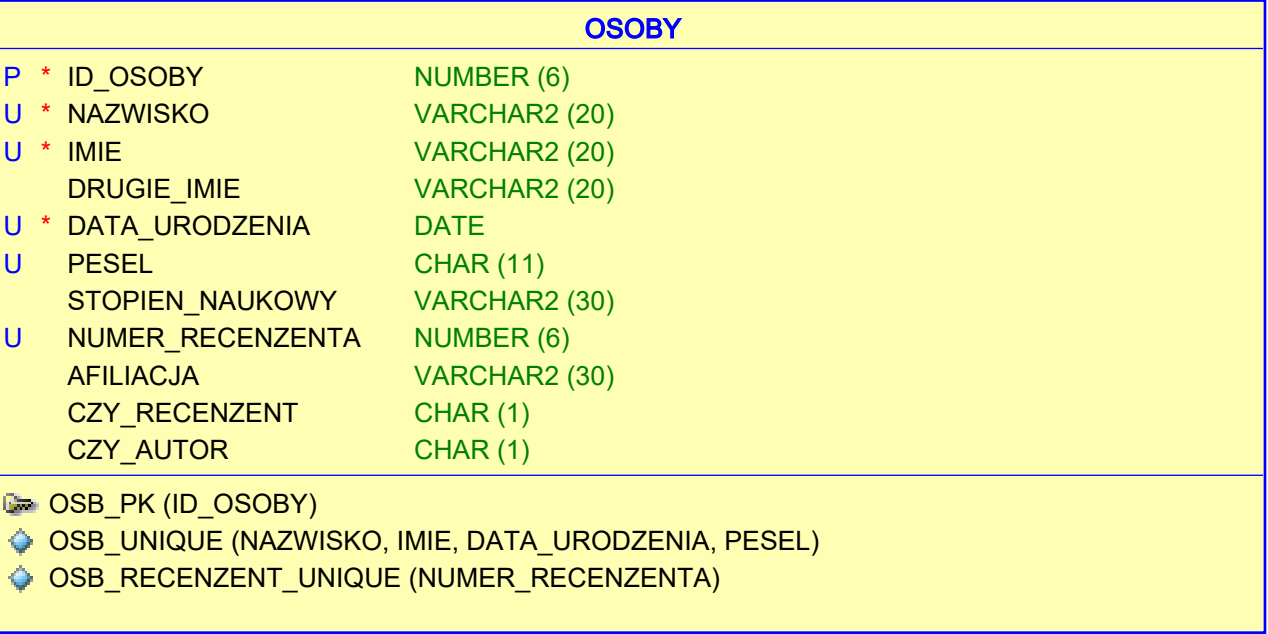 OSOBY
P * ID_OSOBY NUMBER (6)
U * NAZWISKO VARCHAR2 (20)
U * IMIE VARCHAR2 (20)
DRUGIE_IMIE VARCHAR2 (20)
U * DATA_URODZENIA DATE
U PESEL CHAR (11)
STOPIEN_NAUKOWY VARCHAR2 (30)
U NUMER_RECENZENTA NUMBER (6)
AFILIACJA VARCHAR2 (30)
CZY_RECENZENT CHAR (1)
CZY_AUTOR CHAR (1)
OSB_PK (ID_OSOBY)
OSB_UNIQUE (NAZWISKO, IMIE, DATA_URODZENIA, PESEL)
OSB_RECENZENT_UNIQUE (NUMER_RECENZENTA)